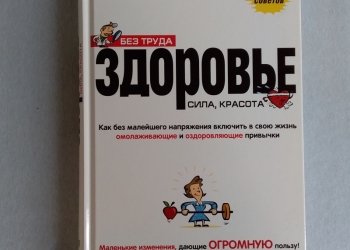 советов
БЕЗ ТРУДА
ЗДОРОВЬЕ
СИЛА, КРАСОТА
Как без малейшего напряжения включить в свою жизнь
омолаживающие и оздоровляющие привычки
Маленькие изменения, дающие ОГРОМНУЮ пользу!